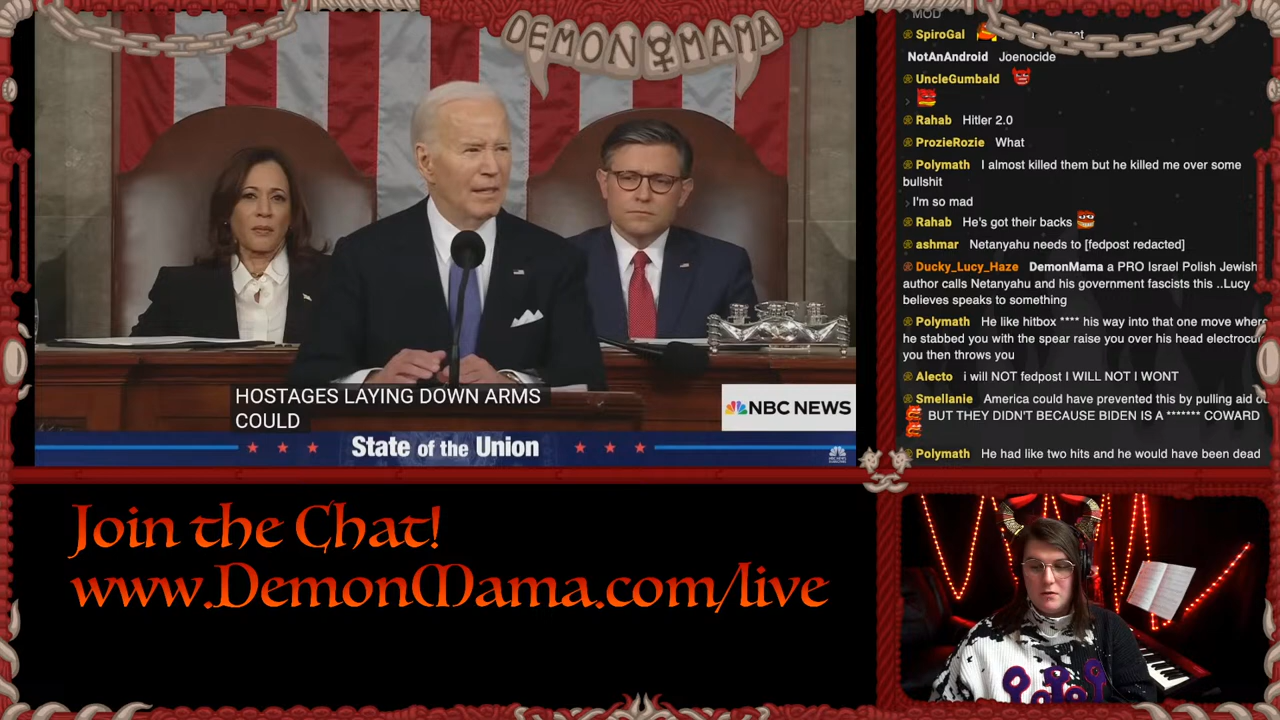 DEMON MAMA
HOSTAGES LAYING DOWN ARMS
COULD
NBC NEWS
State of the Union
Join the Chat!
www.DemonMama.com/live
MOD
SpiroGal
NotAnAndroid Joenocide
UncleGumbald
Rahab Hitler 2.0
ProzieRozie What
Polymath I almost killed them but he killed me over some
bullshit
I'm so mad
Rahab He's got their backs
ashmar Netanyahu needs to [fedpost redacted]
Ducky_Lucy_Haze DemonMama a PRO Israel Polish Jewish
author calls Netanyahu and his government fascists this ..Lucy
believes speaks to something
Polymath He like hitbox **** his way into that one move where
he stabbed you with the spear raise you over his head electrocu
you then throws you
Alecto i will NOT fedpost I WILL NOT I WONT
Smellanie America could have prevented this by pulling aid
BUT THEY DIDN'T BECAUSE BIDEN IS A ******* COWARD
Polymath He had like two hits and he would have been dead